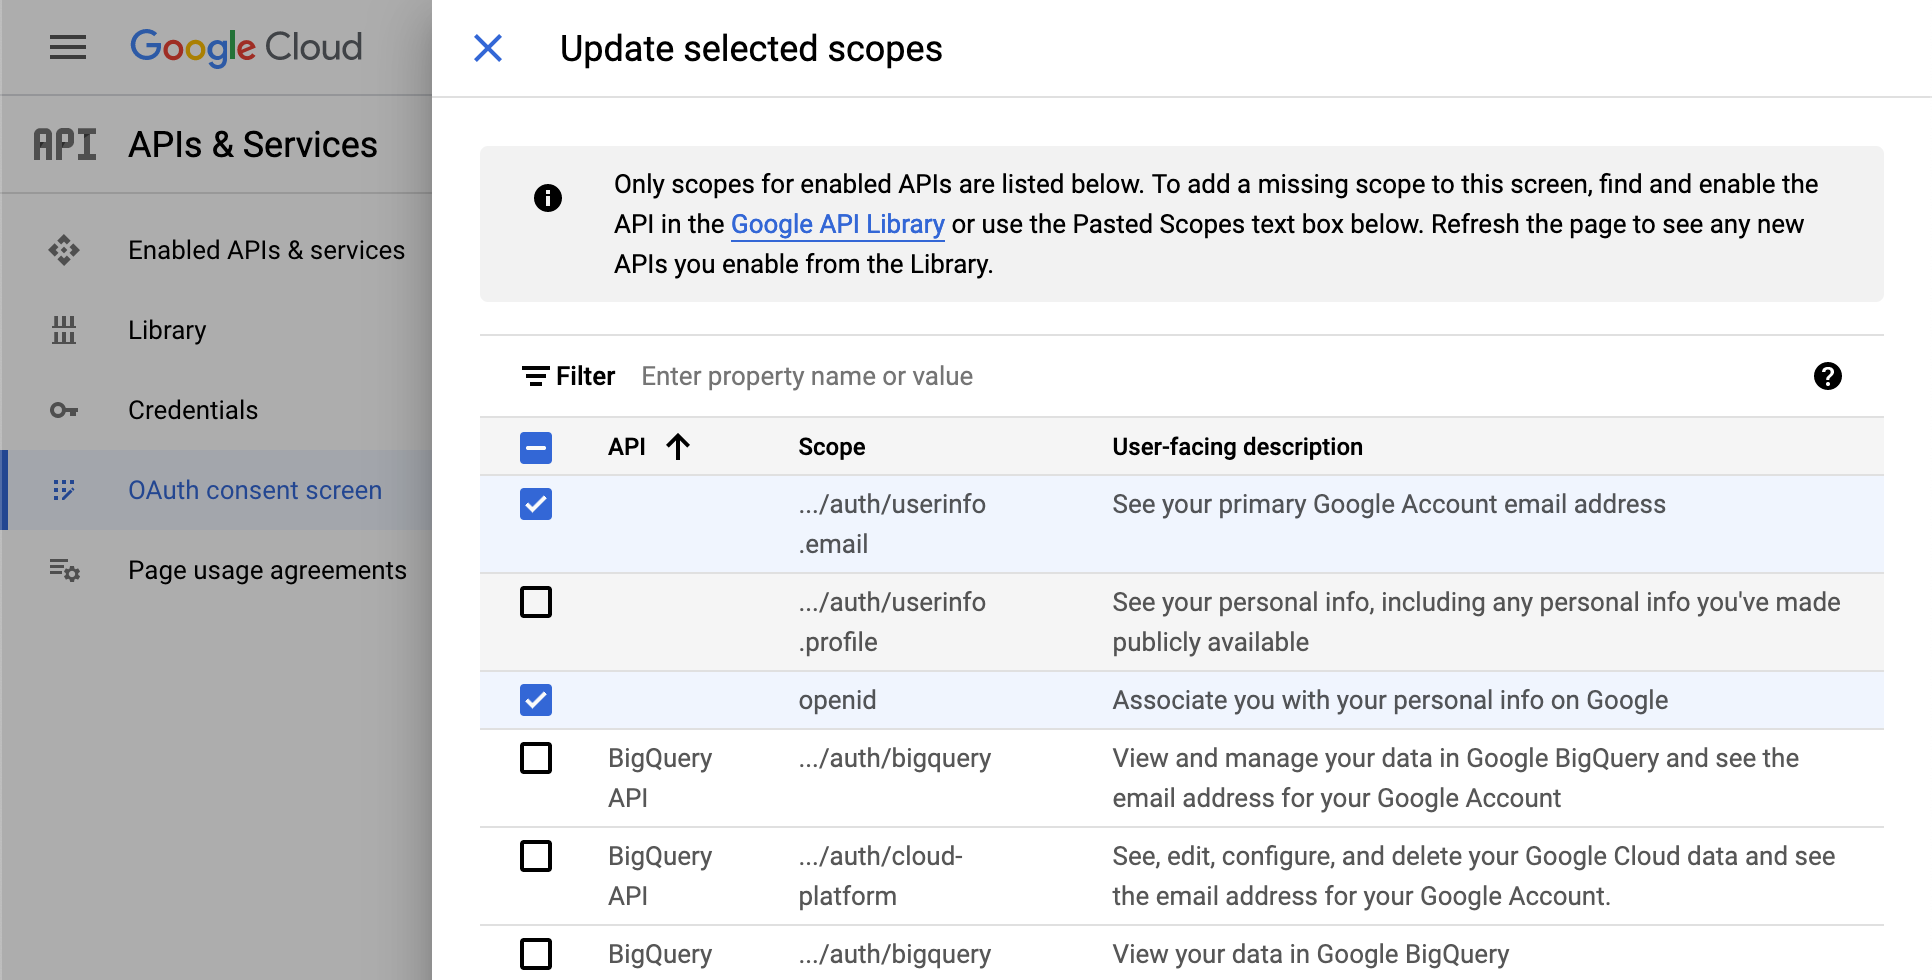 Google Cloud
API APIs & Services
Enabled APIs & services
Library
Credentials
OAuth consent screen
Page usage agreements
Update selected scopes
Only scopes for enabled APIs are listed below. To add a missing scope to this screen, find and enable the
API in the Google API Library or use the Pasted Scopes text box below. Refresh the page to see any new
APIs you enable from the Library.
Filter Enter property name or value
API Scope User-facing description
.../auth/userinfo See your primary Google Account email address
.email
.../auth/userinfo See your personal info, including any personal info you've made
.profile publicly available
openid Associate you with your personal info on Google
BigQuery .../auth/bigquery View and manage your data in Google BigQuery and see the
API email address for your Google Account
BigQuery .../auth/cloud- See, edit, configure, and delete your Google Cloud data and see
API platform the email address for your Google Account.
BigQuery .../auth/bigquery View your data in Google BigQuery